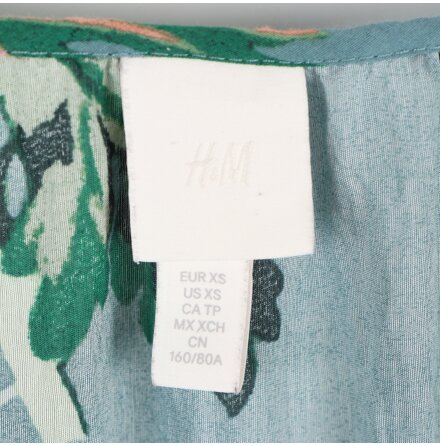 H&M
EUR XS
US XS
CA TP
MX XCH
CN
160/80A